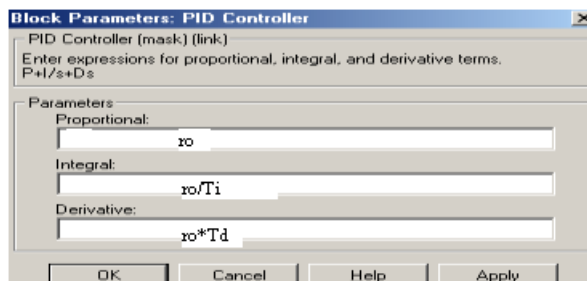 Block Parameters: PID Controller
PID Controller (mask) (link)
Enter expressions for proportional, integral, and derivative terms.
P+I/s+Ds
Parameters
Proportional:
ro
Integral:
ro/Ti
Derivative:
ro*Td
OK Cancel Help Apply